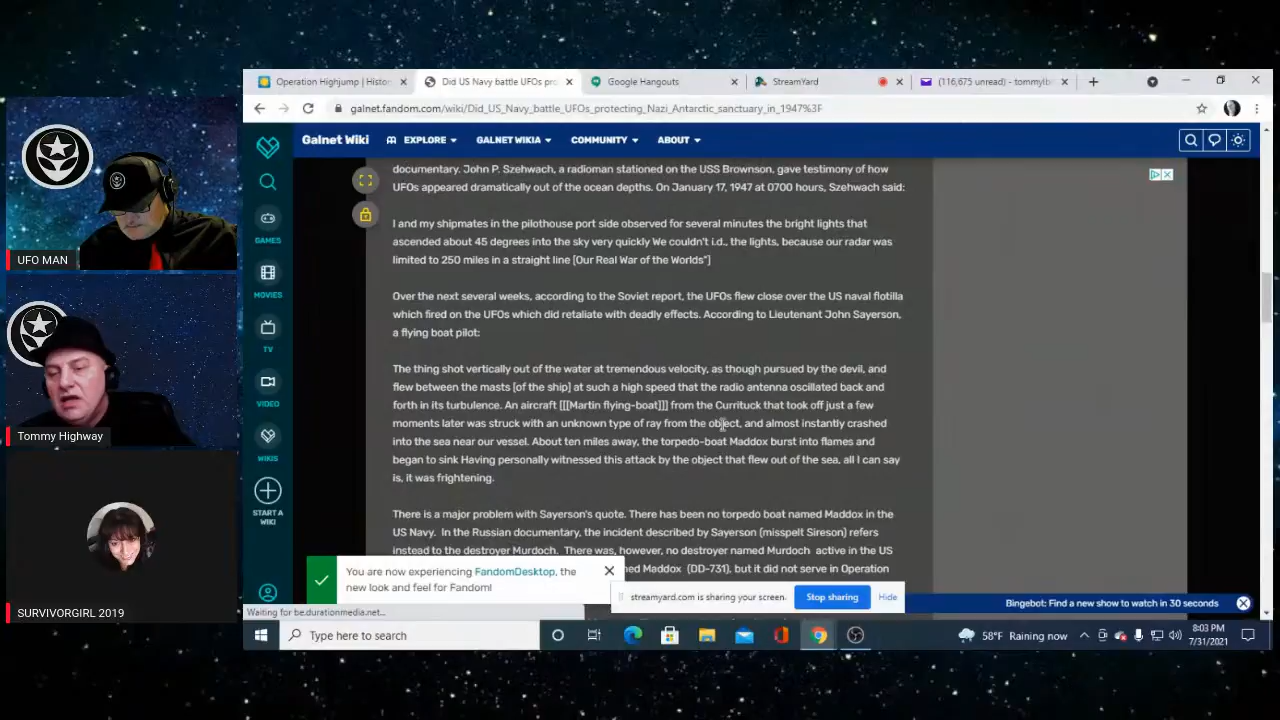 Operation Highjump | Histor
Did US Navy battle UFOs pro
Google Hangouts
StreamYard
(116,675 unread) - tommylb
galnet.fandom.com/wiki/Did_US_Navy_battle_UFOs_protecting_Nazi_Antarctic_sanctuary_in_1947%3F
Galnet Wiki
EXPLORE
GALNET WIKIA
COMMUNITY
ABOUT
GAMES
MOVIES
TV
VIDEO
WIKIS
START A
WIKI
UFO MAN
Tommy Highway
SURVIVORGIRL 2019
documentary. John P. Szehwach, a radioman stationed on the USS Brownson, gave testimony of how
UFOs appeared dramatically out of the ocean depths. On January 17, 1947 at 0700 hours, Szehwach said:
I and my shipmates in the pilothouse port side observed for several minutes the bright lights that
ascended about 45 degrees into the sky very quickly We couldn't i.d., the lights, because our radar was
limited to 250 miles in a straight line [Our Real War of the Worlds"]
Over the next several weeks, according to the Soviet report, the UFOs flew close over the US naval flotilla
which fired on the UFOs which did retaliate with deadly effects. According to Lieutenant John Sayerson,
a flying boat pilot:
The thing shot vertically out of the water at tremendous velocity, as though pursued by the devil, and
flew between the masts [of the ship] at such a high speed that the radio antenna oscillated back and
forth in its turbulence. An aircraft [[[Martin flying-boat]]] from the Currituck that took off just a few
moments later was struck with an unknown type of ray from the object, and almost instantly crashed
into the sea near our vessel. About ten miles away, the torpedo-boat Maddox burst into flames and
began to sink Having personally witnessed this attack by the object that flew out of the sea, all I can say
is, it was frightening.
There is a major problem with Sayerson's quote. There has been no torpedo boat named Maddox in the
US Navy. In the Russian documentary, the incident described by Sayerson (misspelt Sireson) refers
instead to the destroyer Murdoch. There was, however, no destroyer named Murdoch active in the US
ned Maddox (DD-731), but it did not serve in Operation
You are now experiencing FandomDesktop, the
new look and feel for Fandom!
streamyard.com is sharing your screen.
Stop sharing
Hide
Bingebot: Find a new show to watch in 30 seconds
Waiting for be.durationmedia.net...
Type here to search
58°F Raining now
8:03 PM
7/31/2021